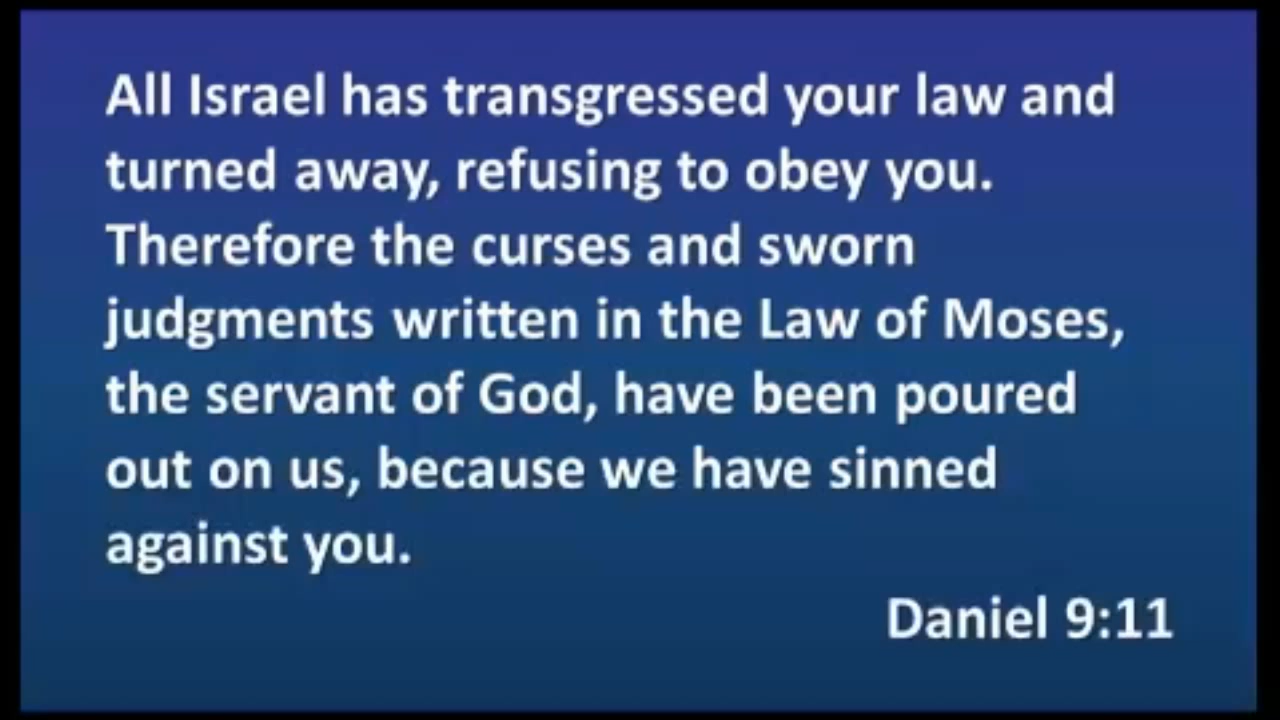 All Israel has transgressed your law and
turned away, refusing to obey you.
Therefore the curses and sworn
judgments written in the Law of Moses,
the servant of God, have been poured
out on us, because we have sinned
against you.
Daniel 9:11